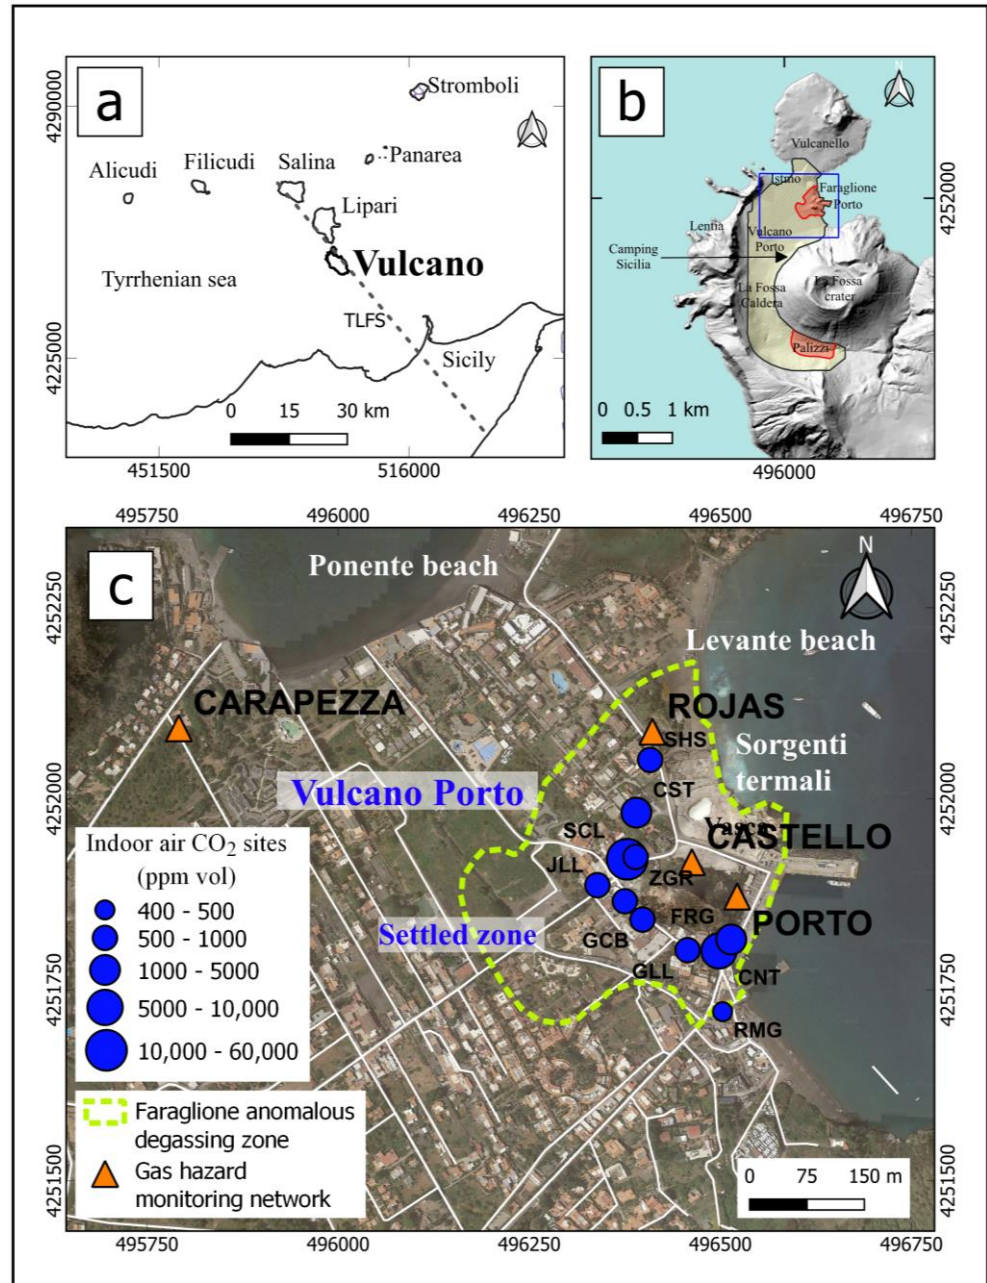 a
Stromboli
4290000
Alicudi
Filicudi
Salina
Panarea
Lipari
Vulcano
Tyrrhenian sea
TLFS
Sicily
4225000
0 15 30 km
451500 516000
b
N
Vulcanello
Istmo
Faraglione
Porto
4252000
Lentia
Vulcano
Porto
Camping
Sicilia
La Fossa
Caldera
La Fossa
crater
Palizzi
0 0.5 1 km
496000
495750 496000 496250 496500 496750
c
N
Ponente beach
4252250
4252250
Levante beach
CARAPEZZA
ROJAS
SHS
Sorgenti
termali
CST
Vulcano Porto
4252000
4252000
Vasca
CASTELLO
SCL
JLL
ZGR
FRG
PORTO
Settled zone
GCB
GLL
CNT
RMG
4251750
4251750
Indoor air CO₂ sites
(ppm vol)
400 - 500
500 - 1000
1000 - 5000
5000 - 10,000
10,000 - 60,000
Faraglione anomalous
degassing zone
Gas hazard
monitoring network
0 75 150 m
4251500
4251500
495750 496000 496250 496500 496750